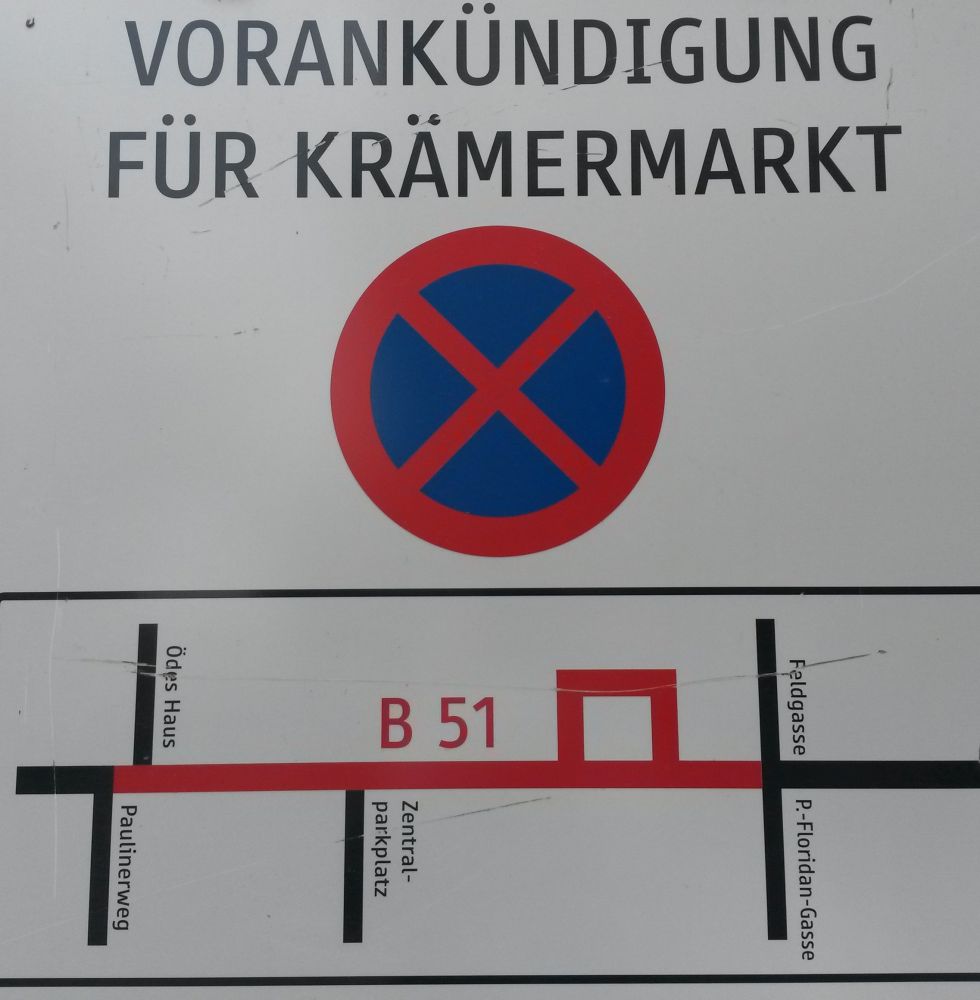 VORANKÜNDIGUNG
FÜR KRÄMERMARKT
Ödes Haus
B 51
Feldgasse
Paulinerweg
Zentral-
parkplatz
P.-Floridan-Gasse